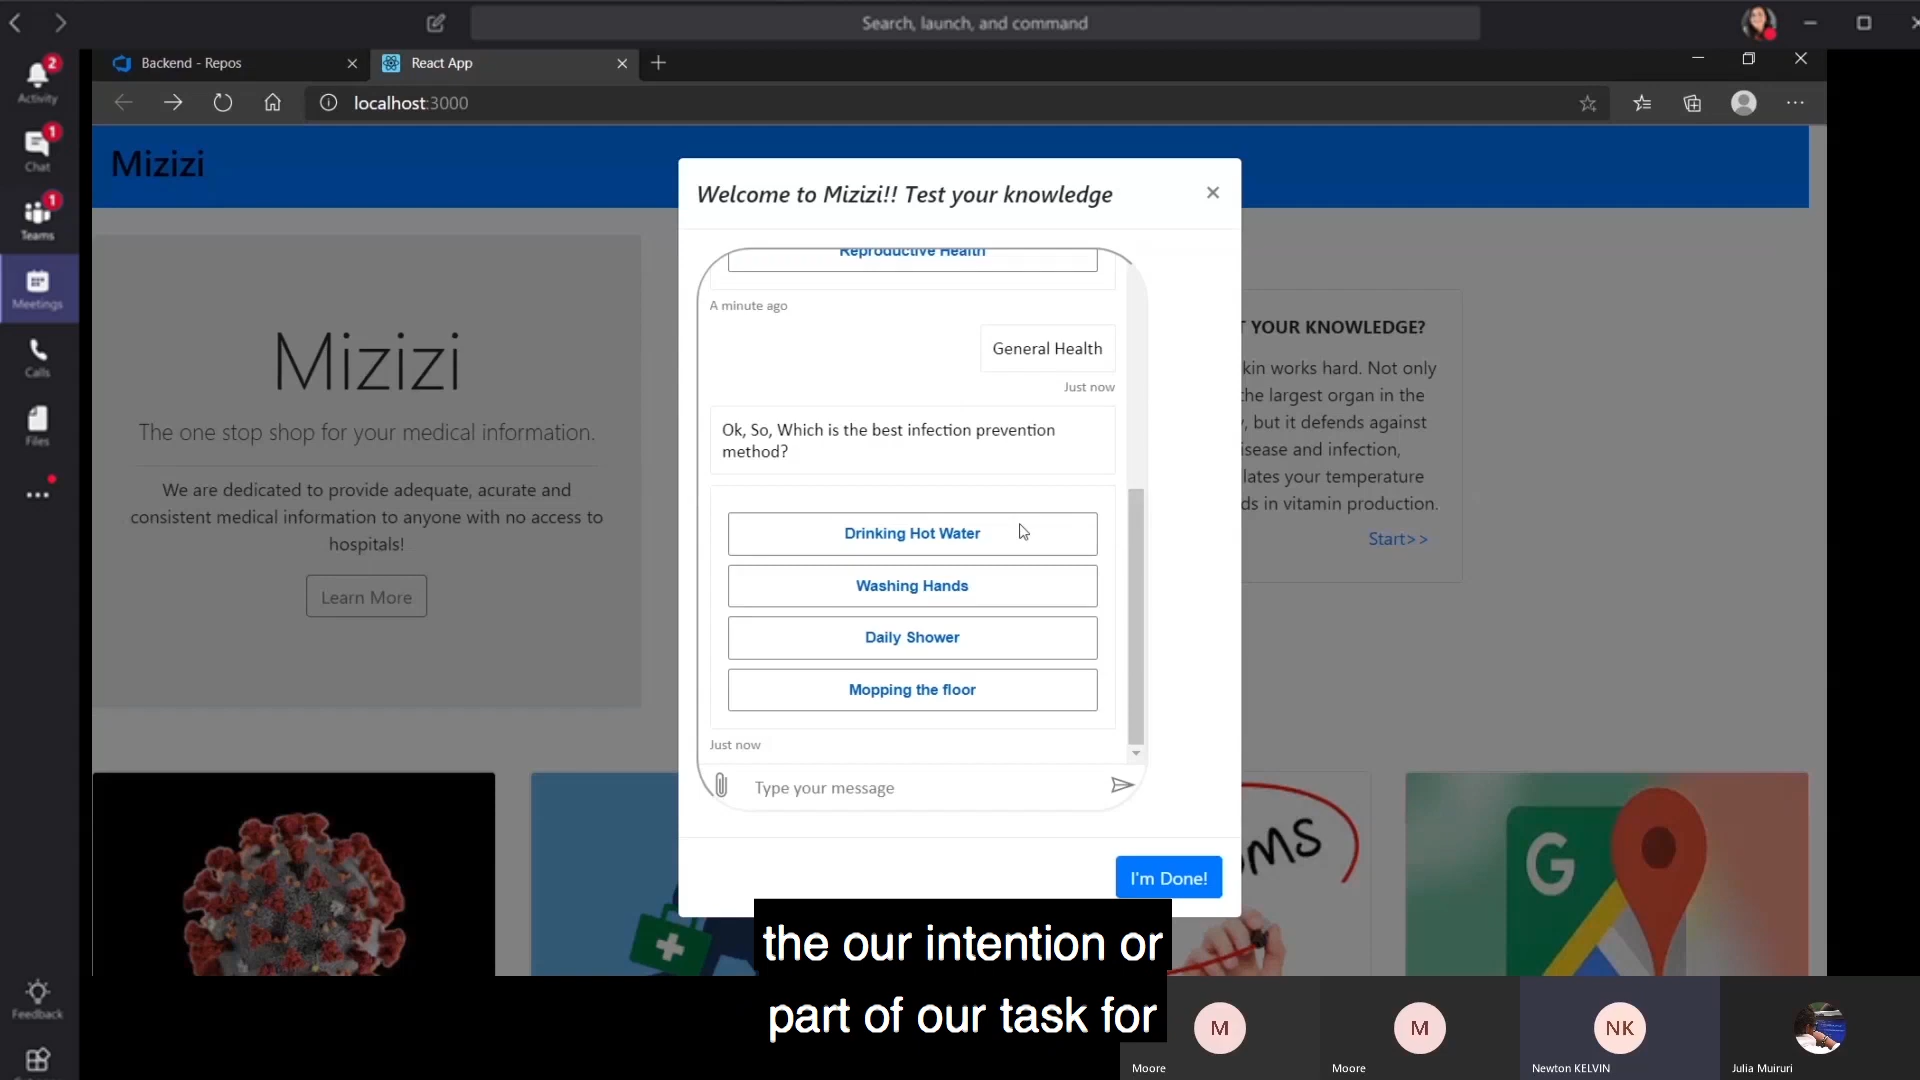 Search, launch, and command
2
Activity
1
Chat
1
Teams
Meetings
Calls
Files
Feedback
Backend - Repos
React App
localhost:3000
Mizizi
Mizizi
The one stop shop for your medical information.
We are dedicated to provide adequate, acurate and
consistent medical information to anyone with no access to
hospitals!
Learn More
Welcome to Mizizi!! Test your knowledge
×
Reproductive Health
A minute ago
General Health
Just now
Ok, So, Which is the best infection prevention
method?
Drinking Hot Water
Washing Hands
Daily Shower
Mopping the floor
Just now
Type your message
I'm Done!
YOUR KNOWLEDGE?
kin works hard. Not only
he largest organ in the
, but it defends against
isease and infection,
lates your temperature
ds in vitamin production.
Start>>
oms
G
the our intention or
part of our task for
M
Moore
M
Moore
NK
Newton KELVIN
Julia Muiruri